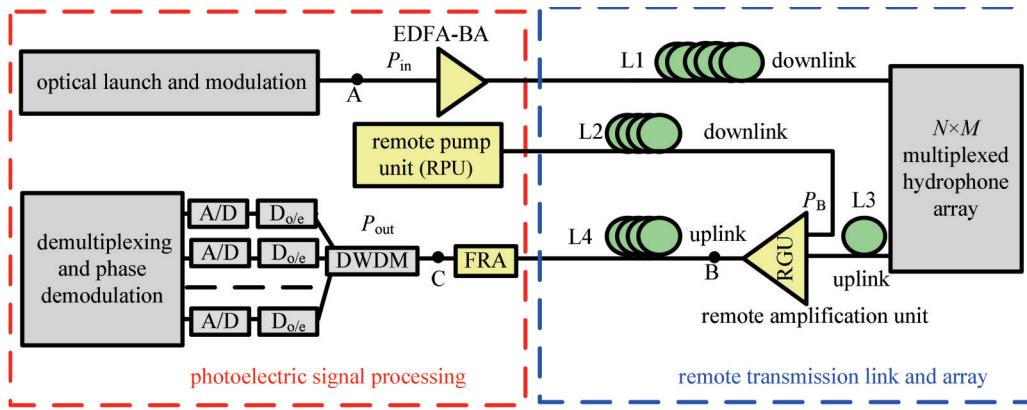 EDFA-BA
optical launch and modulation
P_in
A
L1
downlink
remote pump
unit (RPU)
L2
downlink
N×M
multiplexed
hydrophone
array
P_B
L3
demultiplexing
and phase
demodulation
A/D
D_o/e
A/D
D_o/e
A/D
D_o/e
P_out
DWDM
C
FRA
L4
uplink
B
RGU
uplink
remote amplification unit
photoelectric signal processing
remote transmission link and array